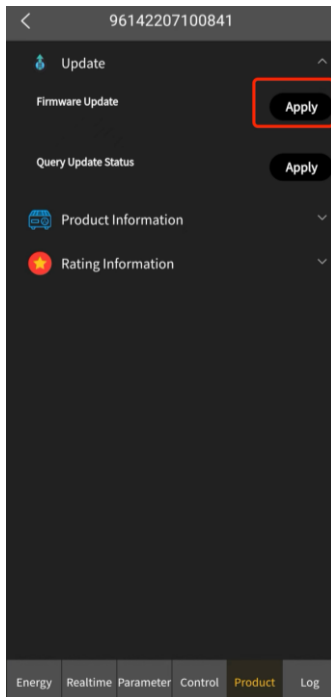 96142207100841
Update
Firmware Update
Apply
Query Update Status
Apply
Product Information
Rating Information
Energy Realtime Parameter Control Product Log